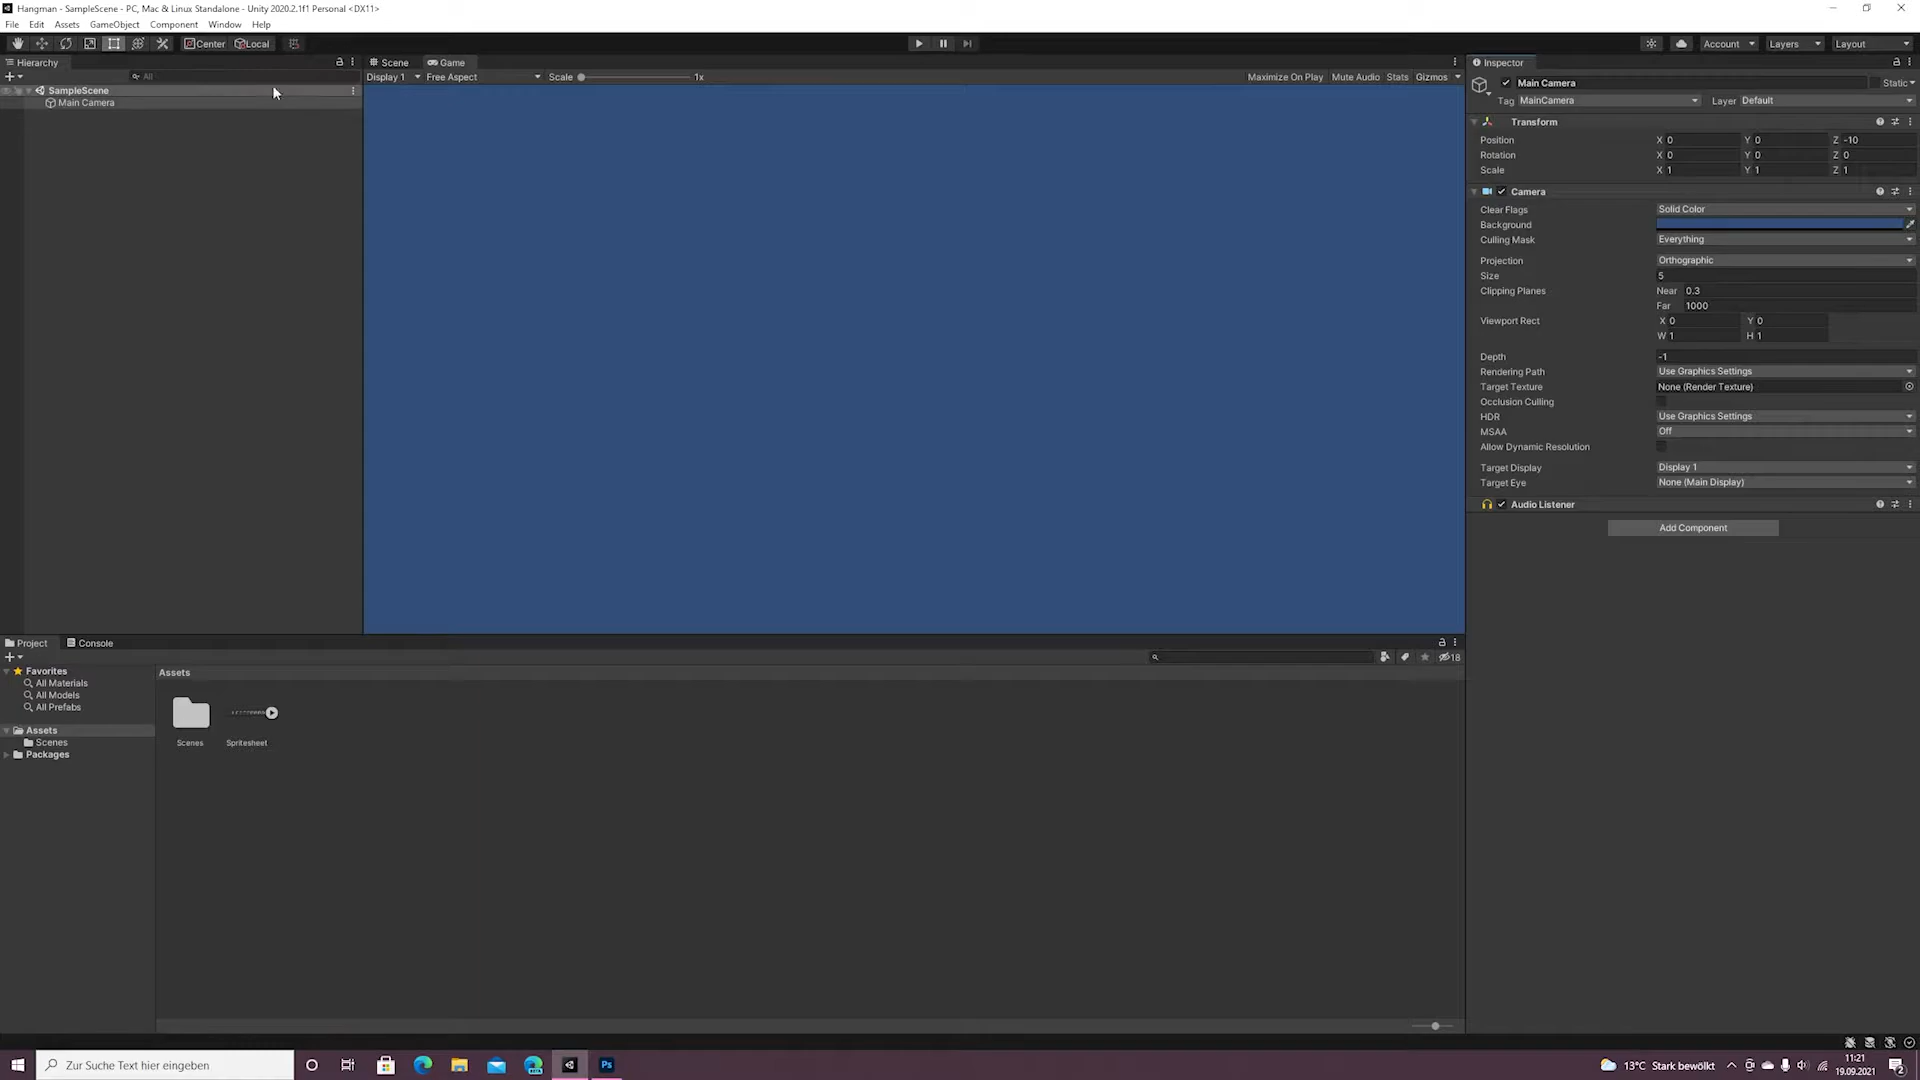 Hangman - SampleScene - PC, Mac & Linux Standalone - Unity 2020.2.1f1 Personal <DX11>
File Edit Assets GameObject Component Window Help
Center Local
Account Layers Layout
Hierarchy
All
SampleScene
Main Camera
Scene Game
Display 1 Free Aspect Scale 1x Maximize On Play Mute Audio Stats Gizmos
Inspector
Main Camera Static
Tag MainCamera Layer Default
Transform
Position X 0 Y 0 Z -10
Rotation X 0 Y 0 Z 0
Scale X 1 Y 1 Z 1
Camera
Clear Flags Solid Color
Background
Culling Mask Everything
Projection Orthographic
Size 5
Clipping Planes Near 0.3
Far 1000
Viewport Rect X 0 Y 0
W 1 H 1
Depth -1
Rendering Path Use Graphics Settings
Target Texture None (Render Texture)
Occlusion Culling
HDR Use Graphics Settings
MSAA Off
Allow Dynamic Resolution
Target Display Display 1
Target Eye None (Main Display)
Audio Listener
Add Component
Project Console
18
Favorites
All Materials
All Models
All Prefabs
Assets
Scenes
Packages
Assets
Scenes Spritesheet
Zur Suche Text hier eingeben
Ps
13°C Stark bewölkt
11:21
19.09.2021
2